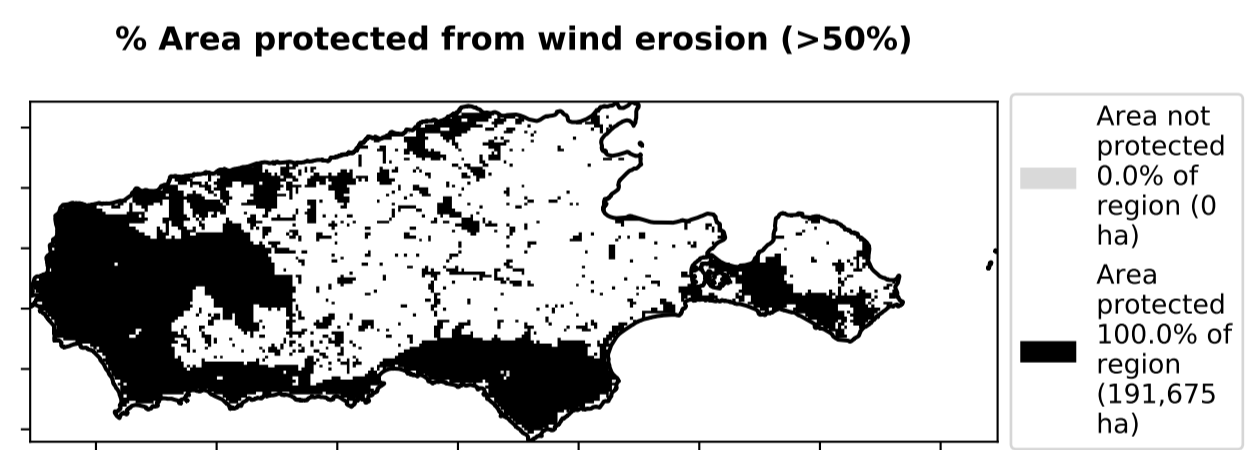 % Area protected from wind erosion (>50%)
Area not
protected
0.0% of
region (0
ha)
Area
protected
100.0% of
region
(191,675
ha)